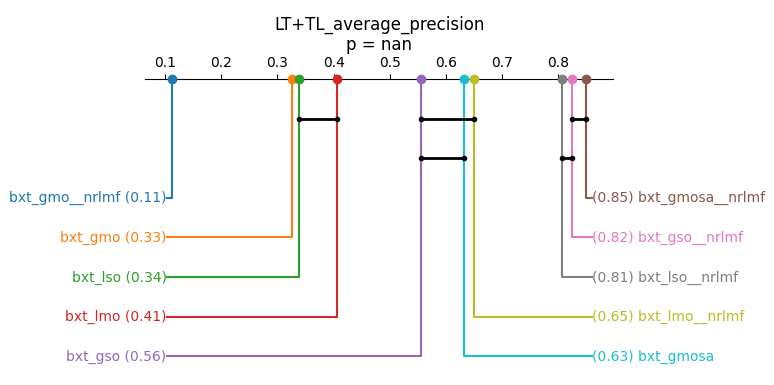 LT+TL_average_precision
p = nan
0.1 0.2 0.3 0.4 0.5 0.6 0.7 0.8
bxt_gmo__nrlmf (0.11)
(0.85) bxt_gmosa__nrlmf
bxt_gmo (0.33)
(0.82) bxt_gso__nrlmf
bxt_lso (0.34)
(0.81) bxt_lso__nrlmf
bxt_lmo (0.41)
(0.65) bxt_lmo__nrlmf
bxt_gso (0.56)
(0.63) bxt_gmosa